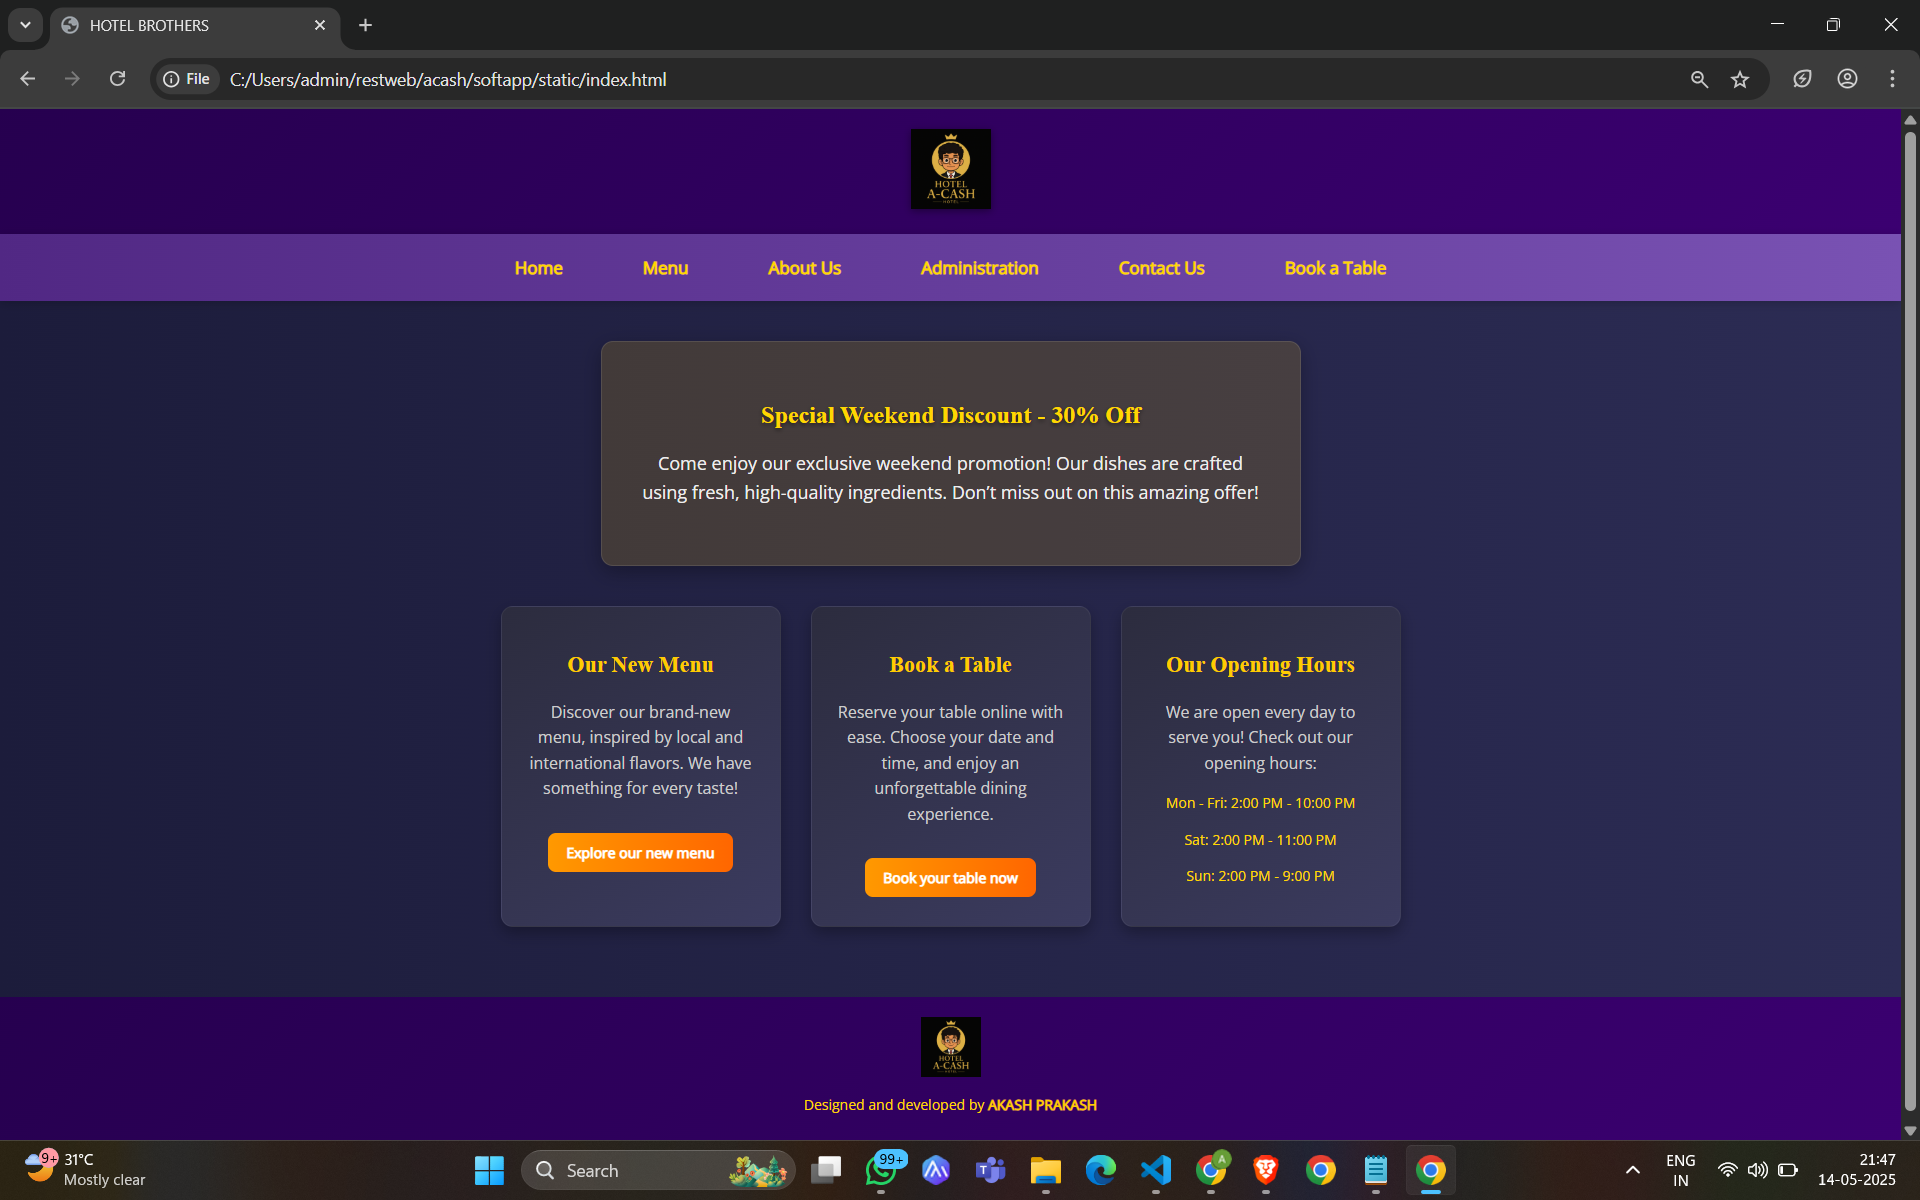 HOTEL BROTHERS
File
C:/Users/admin/restweb/acash/softapp/static/index.html
HOTEL
A-CASH
HOTEL
Home
Menu
About Us
Administration
Contact Us
Book a Table
Special Weekend Discount - 30% Off
Come enjoy our exclusive weekend promotion! Our dishes are crafted
using fresh, high-quality ingredients. Don’t miss out on this amazing offer!
Our New Menu
Discover our brand-new
menu, inspired by local and
international flavors. We have
something for every taste!
Explore our new menu
Book a Table
Reserve your table online with
ease. Choose your date and
time, and enjoy an
unforgettable dining
experience.
Book your table now
Our Opening Hours
We are open every day to
serve you! Check out our
opening hours:
Mon - Fri: 2:00 PM - 10:00 PM
Sat: 2:00 PM - 11:00 PM
Sun: 2:00 PM - 9:00 PM
HOTEL
A-CASH
HOTEL
Designed and developed by AKASH PRAKASH
9+
31°C
Mostly clear
Search
99+
T
A
ENG
IN
21:47
14-05-2025